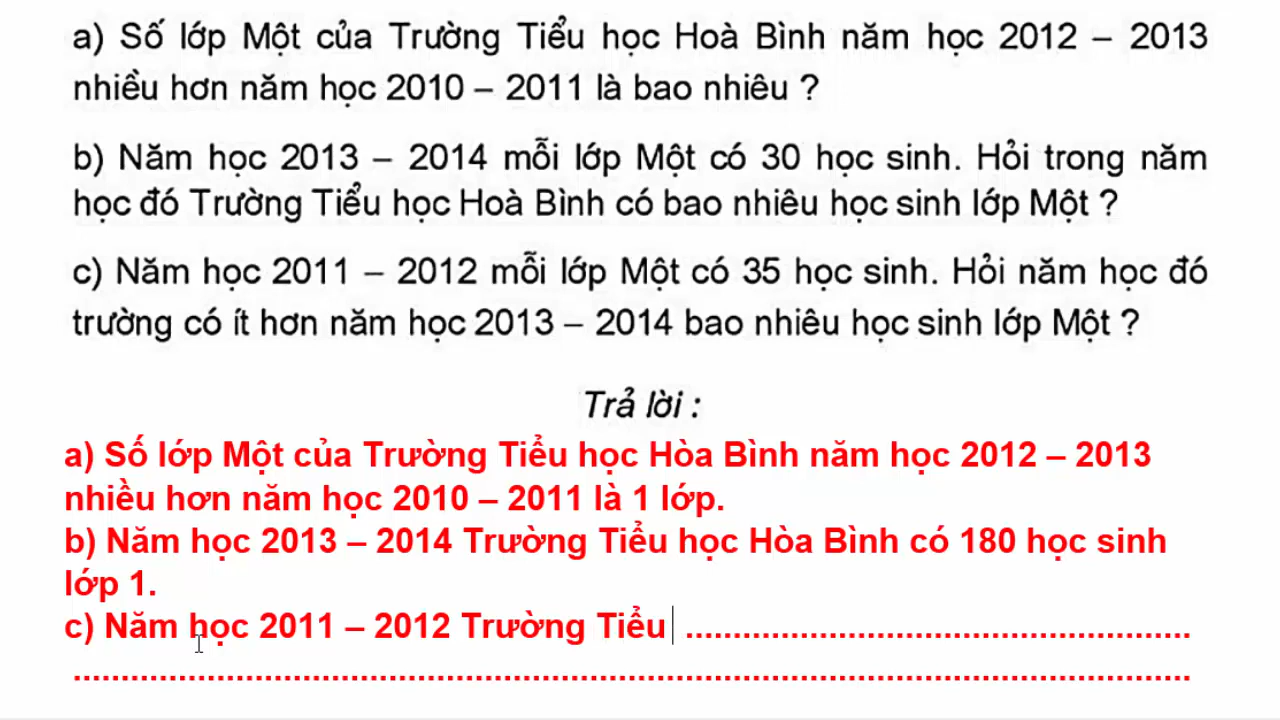 a) Số lớp Một của Trường Tiểu học Hoà Bình năm học 2012 – 2013
nhiều hơn năm học 2010 – 2011 là bao nhiêu ?
b) Năm học 2013 – 2014 mỗi lớp Một có 30 học sinh. Hỏi trong năm
học đó Trường Tiểu học Hoà Bình có bao nhiêu học sinh lớp Một ?
c) Năm học 2011 – 2012 mỗi lớp Một có 35 học sinh. Hỏi năm học đó
trường có ít hơn năm học 2013 – 2014 bao nhiêu học sinh lớp Một ?
Trả lời :
a) Số lớp Một của Trường Tiểu học Hòa Bình năm học 2012 – 2013
nhiều hơn năm học 2010 – 2011 là 1 lớp.
b) Năm học 2013 – 2014 Trường Tiểu học Hòa Bình có 180 học sinh
lớp 1.
c) Năm học 2011 – 2012 Trường Tiểu ......................................................
......................................................................................................................